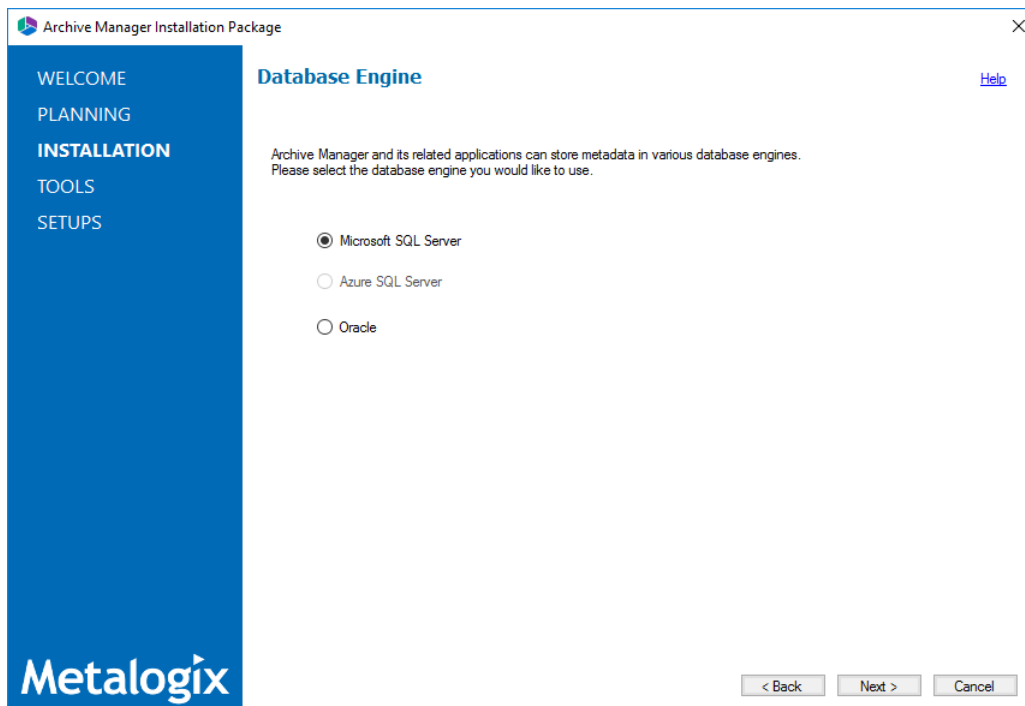 Archive Manager Installation Package
WELCOME
PLANNING
INSTALLATION
TOOLS
SETUPS
Database Engine
Help
Archive Manager and its related applications can store metadata in various database engines.
Please select the database engine you would like to use.
Microsoft SQL Server
Azure SQL Server
Oracle
Metalogix
< Back
Next >
Cancel